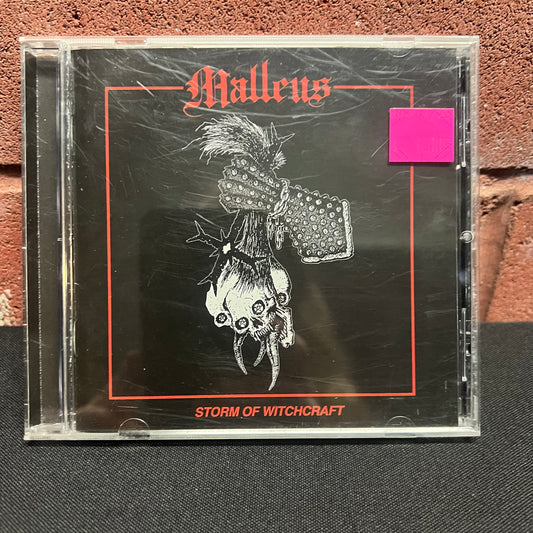 Malleus
STORM OF WITCHCRAFT